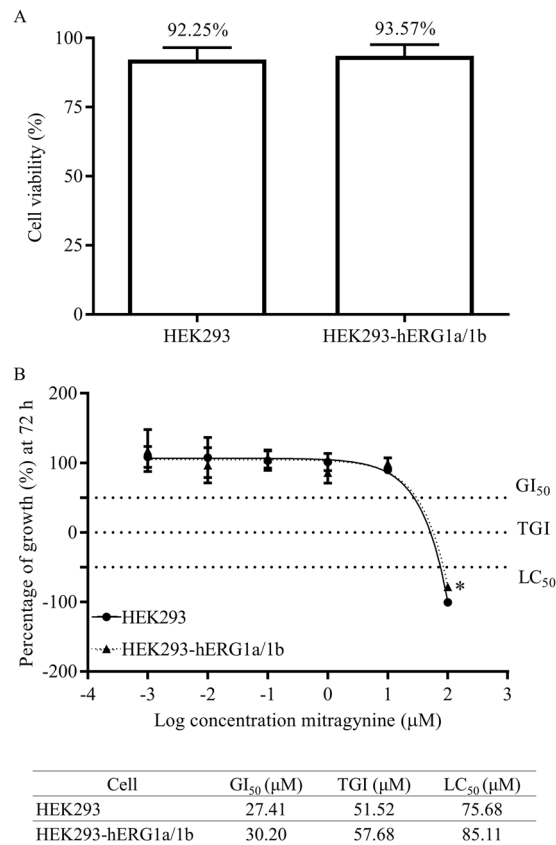 A
92.25%
93.57%
100
75
50
25
0
Cell viability (%)
HEK293
HEK293-hERG1a/1b
B
200
100
0
-100
-200
Percentage of growth (%) at 72 h
GI50
TGI
LC50
*
HEK293
HEK293-hERG1a/1b
-4 -3 -2 -1 0 1 2 3
Log concentration mitragynine (μM)
Cell GI50 (μM) TGI (μM) LC50 (μM)
HEK293 27.41 51.52 75.68
HEK293-hERG1a/1b 30.20 57.68 85.11